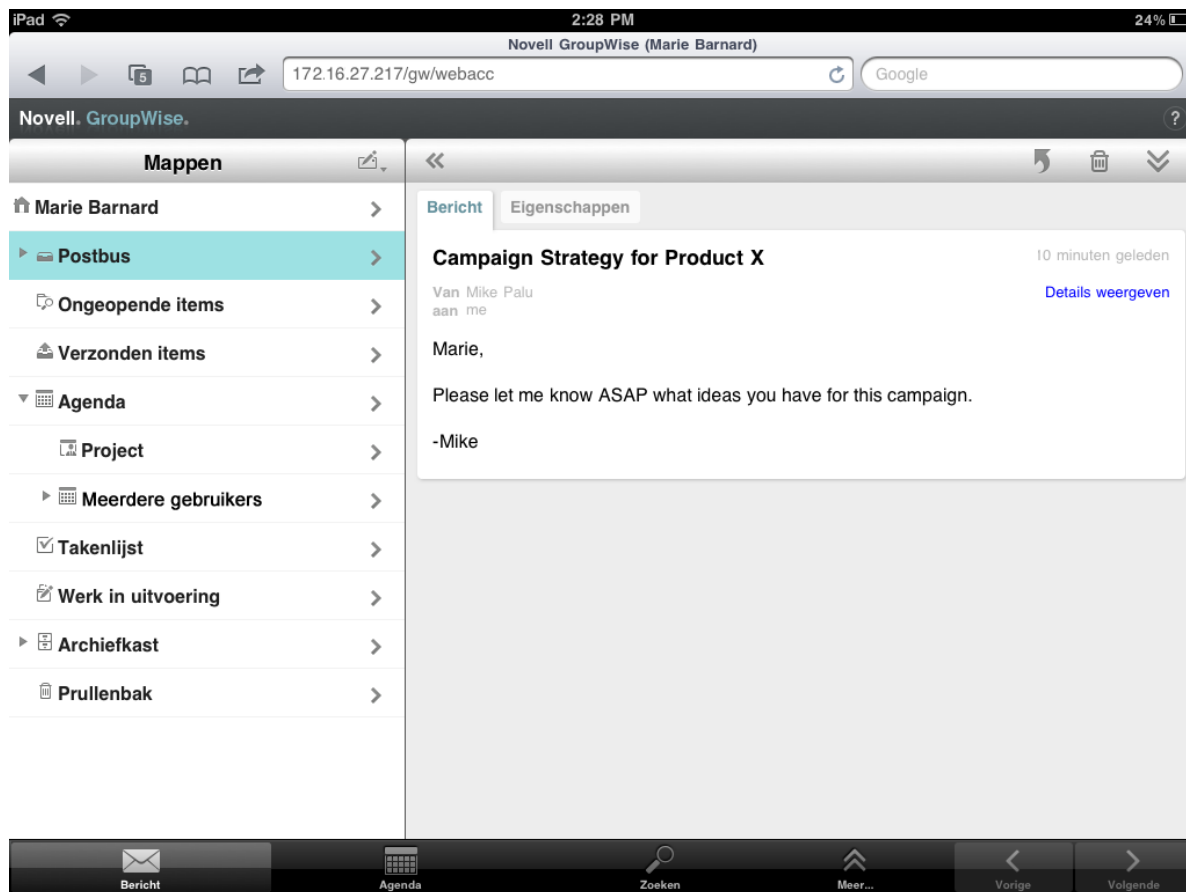 iPad 2:28 PM 24%
Novell GroupWise (Marie Barnard)
5 172.16.27.217/gw/webacc Google
Novell. GroupWise. ?
Mappen
Marie Barnard
Postbus
Ongeopende items
Verzonden items
Agenda
Project
Meerdere gebruikers
Takenlijst
Werk in uitvoering
Archiefkast
Prullenbak
Bericht Eigenschappen
Campaign Strategy for Product X 10 minuten geleden
Van Mike Palu Details weergeven
aan me
Marie,
Please let me know ASAP what ideas you have for this campaign.
-Mike
Bericht Agenda Zoeken Meer... Vorige Volgende